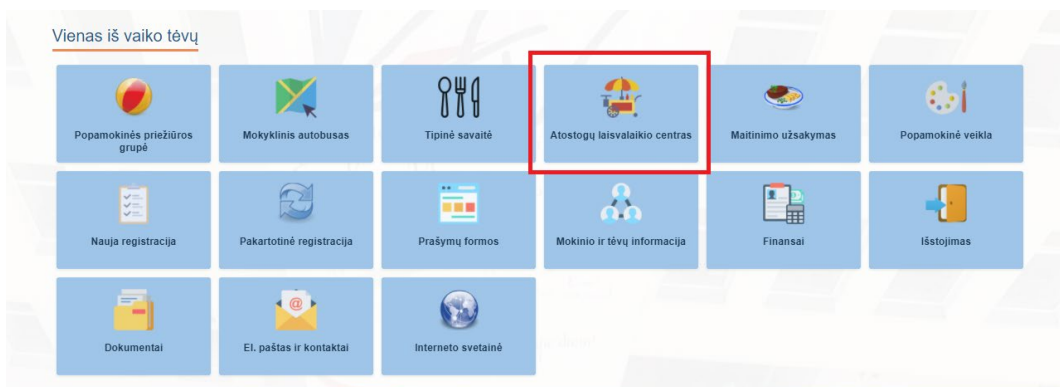 Vienas iš vaiko tėvų
Popamokinės priežiūros
grupė
Mokyklinis autobusas
Tipinė savaitė
Atostogų laisvalaikio centras
Maitinimo užsakymas
Popamokinė veikla
Nauja registracija
Pakartotinė registracija
Prašymų formos
Mokinio ir tėvų informacija
Finansai
Išstojimas
Dokumentai
El. paštas ir kontaktai
Interneto svetainė